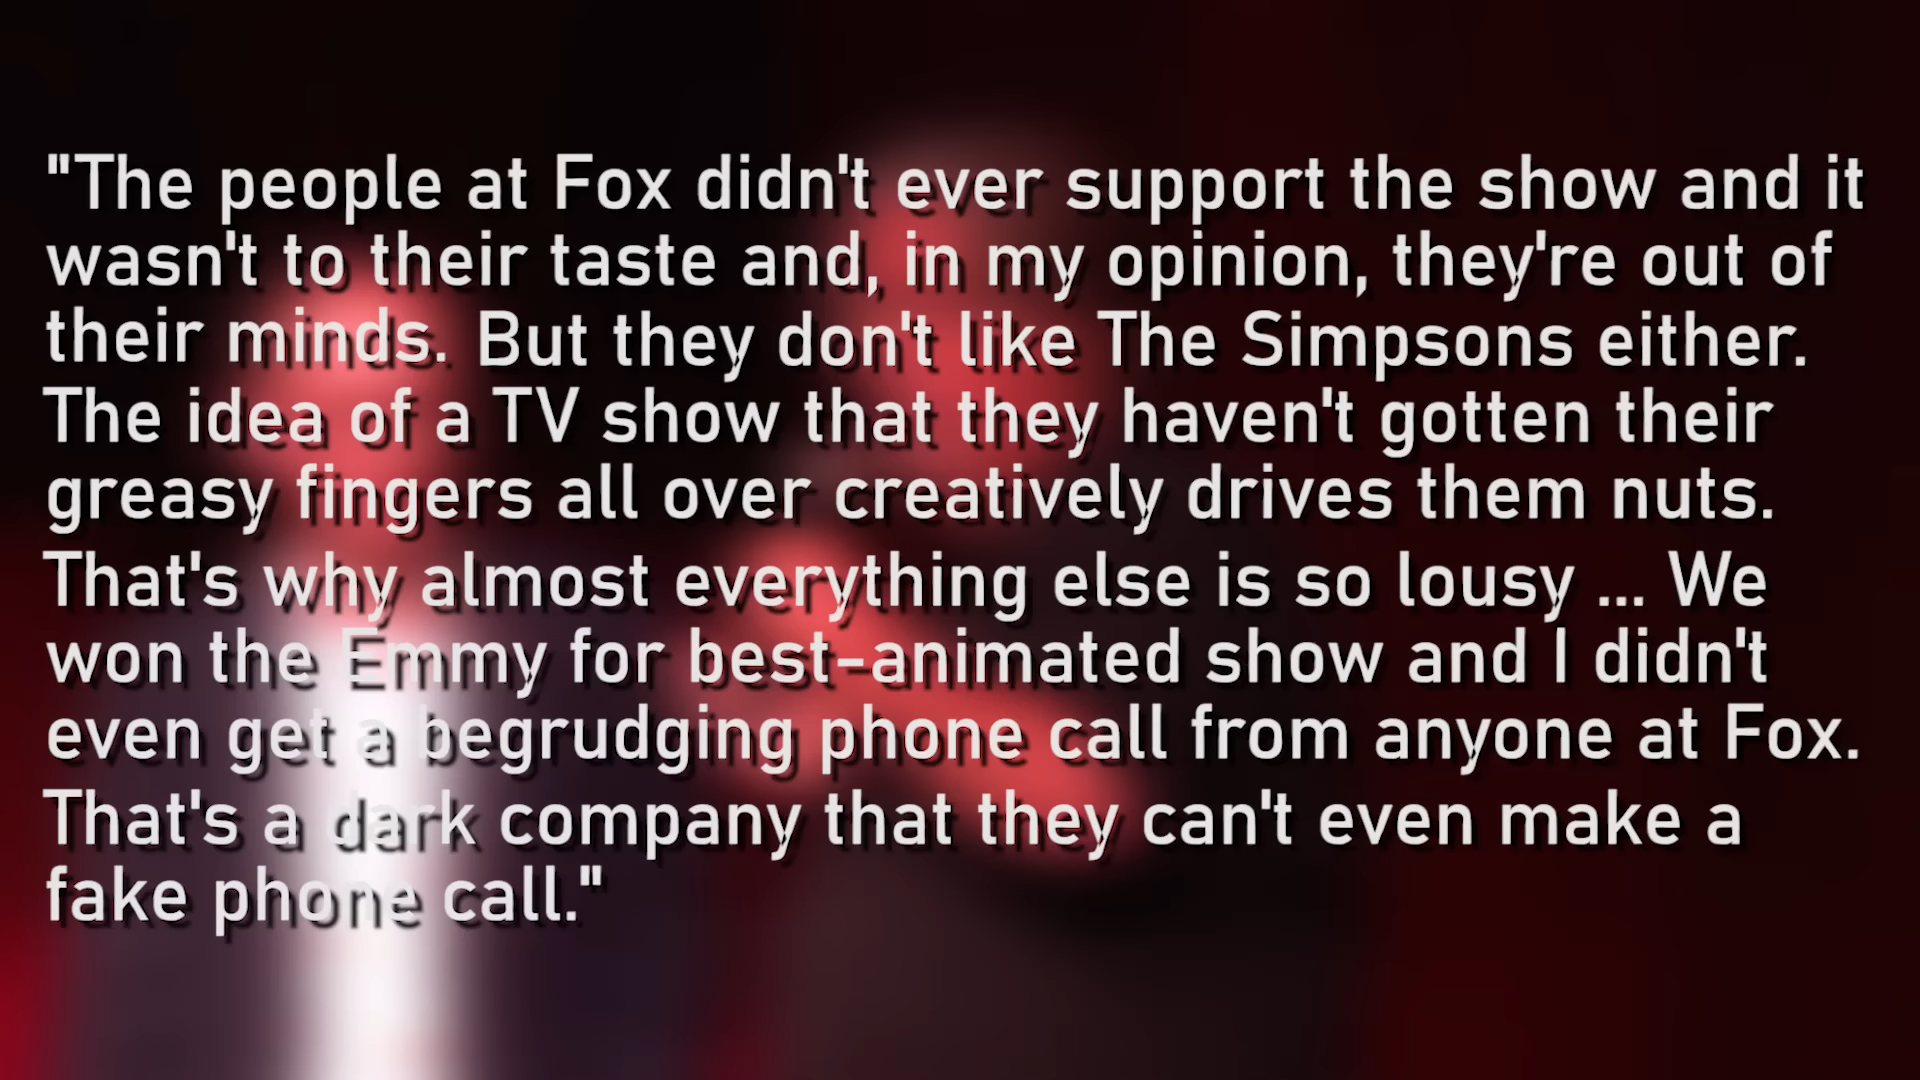 "The people at Fox didn't ever support the show and it
wasn't to their taste and, in my opinion, they're out of
their minds. But they don't like The Simpsons either.
The idea of a TV show that they haven't gotten their
greasy fingers all over creatively drives them nuts.
That's why almost everything else is so lousy ... We
won the Emmy for best-animated show and I didn't
even get a begrudging phone call from anyone at Fox.
That's a dark company that they can't even make a
fake phone call."